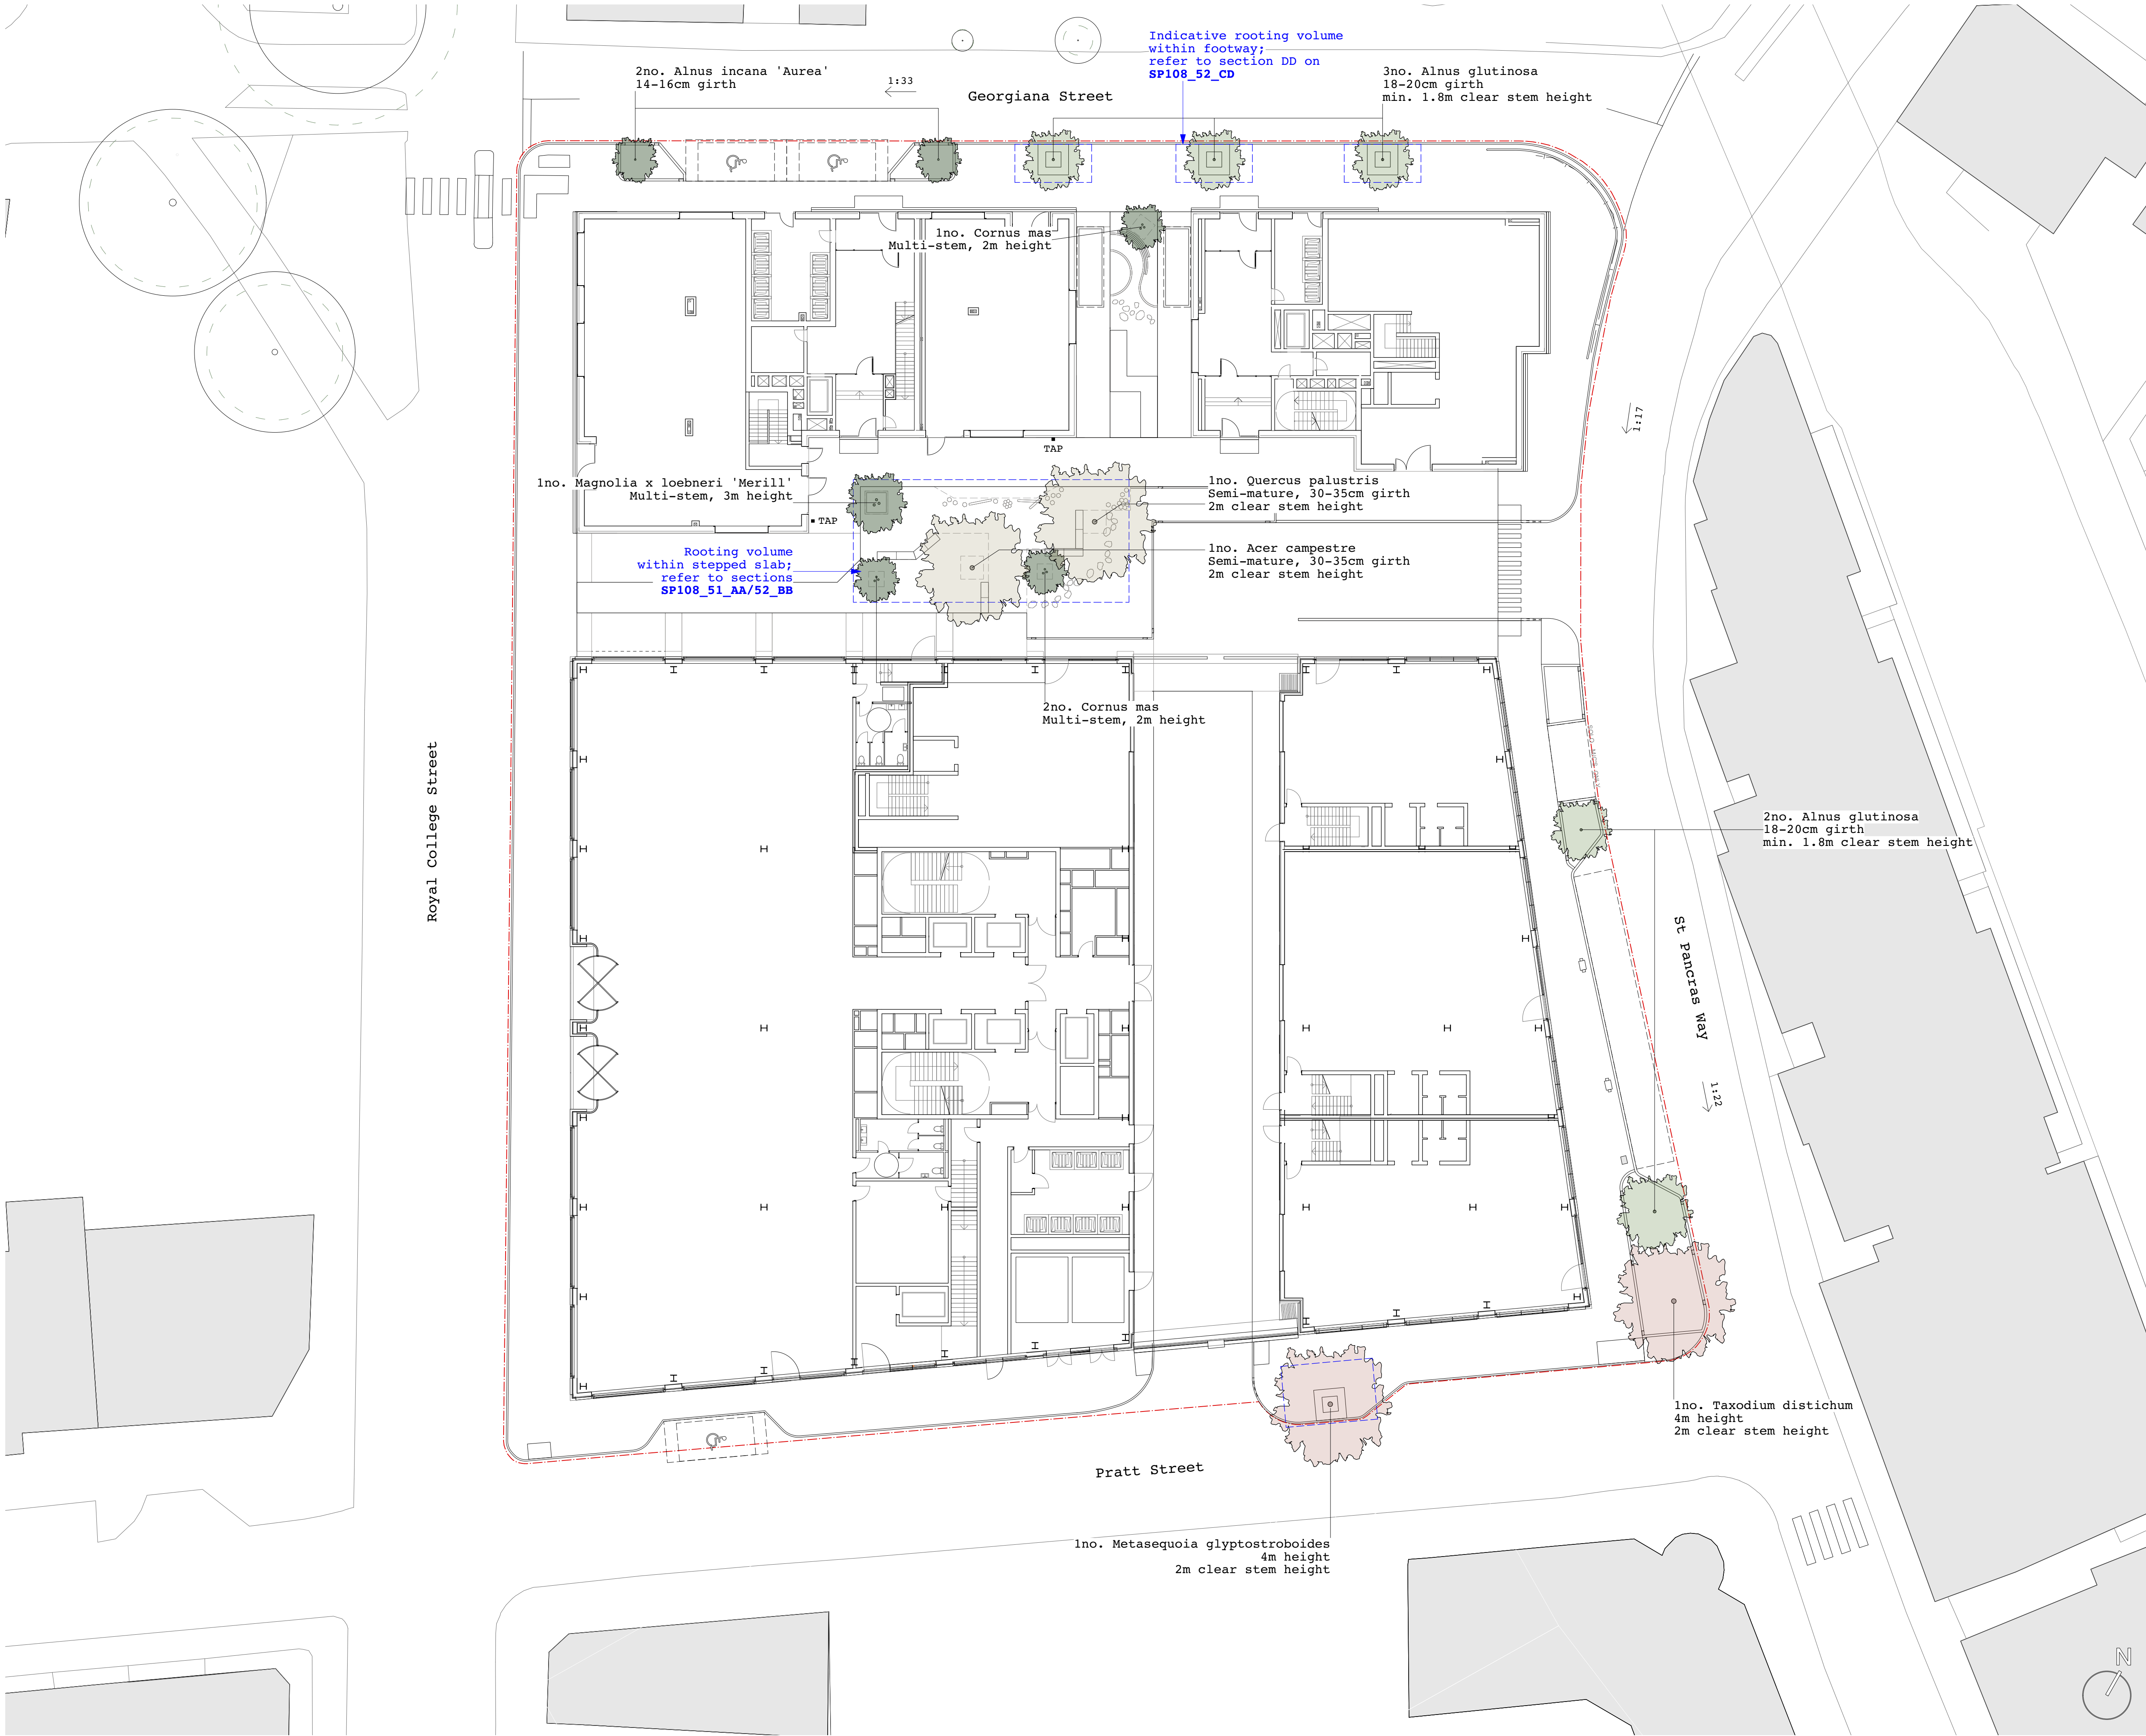 Indicative rooting volume
within footway;
refer to section DD on
SP108_52_CD
2no. Alnus incana 'Aurea'
14-16cm girth
1:33
Georgiana Street
3no. Alnus glutinosa
18-20cm girth
min. 1.8m clear stem height
1no. Cornus mas
Multi-stem, 2m height
1:17
TAP
1no. Magnolia x loebneri 'Merill'
Multi-stem, 3m height
1no. Quercus palustris
Semi-mature, 30-35cm girth
2m clear stem height
TAP
Rooting volume
within stepped slab;
refer to sections
SP108_51_AA/52_BB
1no. Acer campestre
Semi-mature, 30-35cm girth
2m clear stem height
2no. Cornus mas
Multi-stem, 2m height
Royal College Street
2no. Alnus glutinosa
18-20cm girth
min. 1.8m clear stem height
St Pancras Way
1:22
1no. Taxodium distichum
4m height
2m clear stem height
Pratt Street
1no. Metasequoia glyptostroboides
4m height
2m clear stem height
N